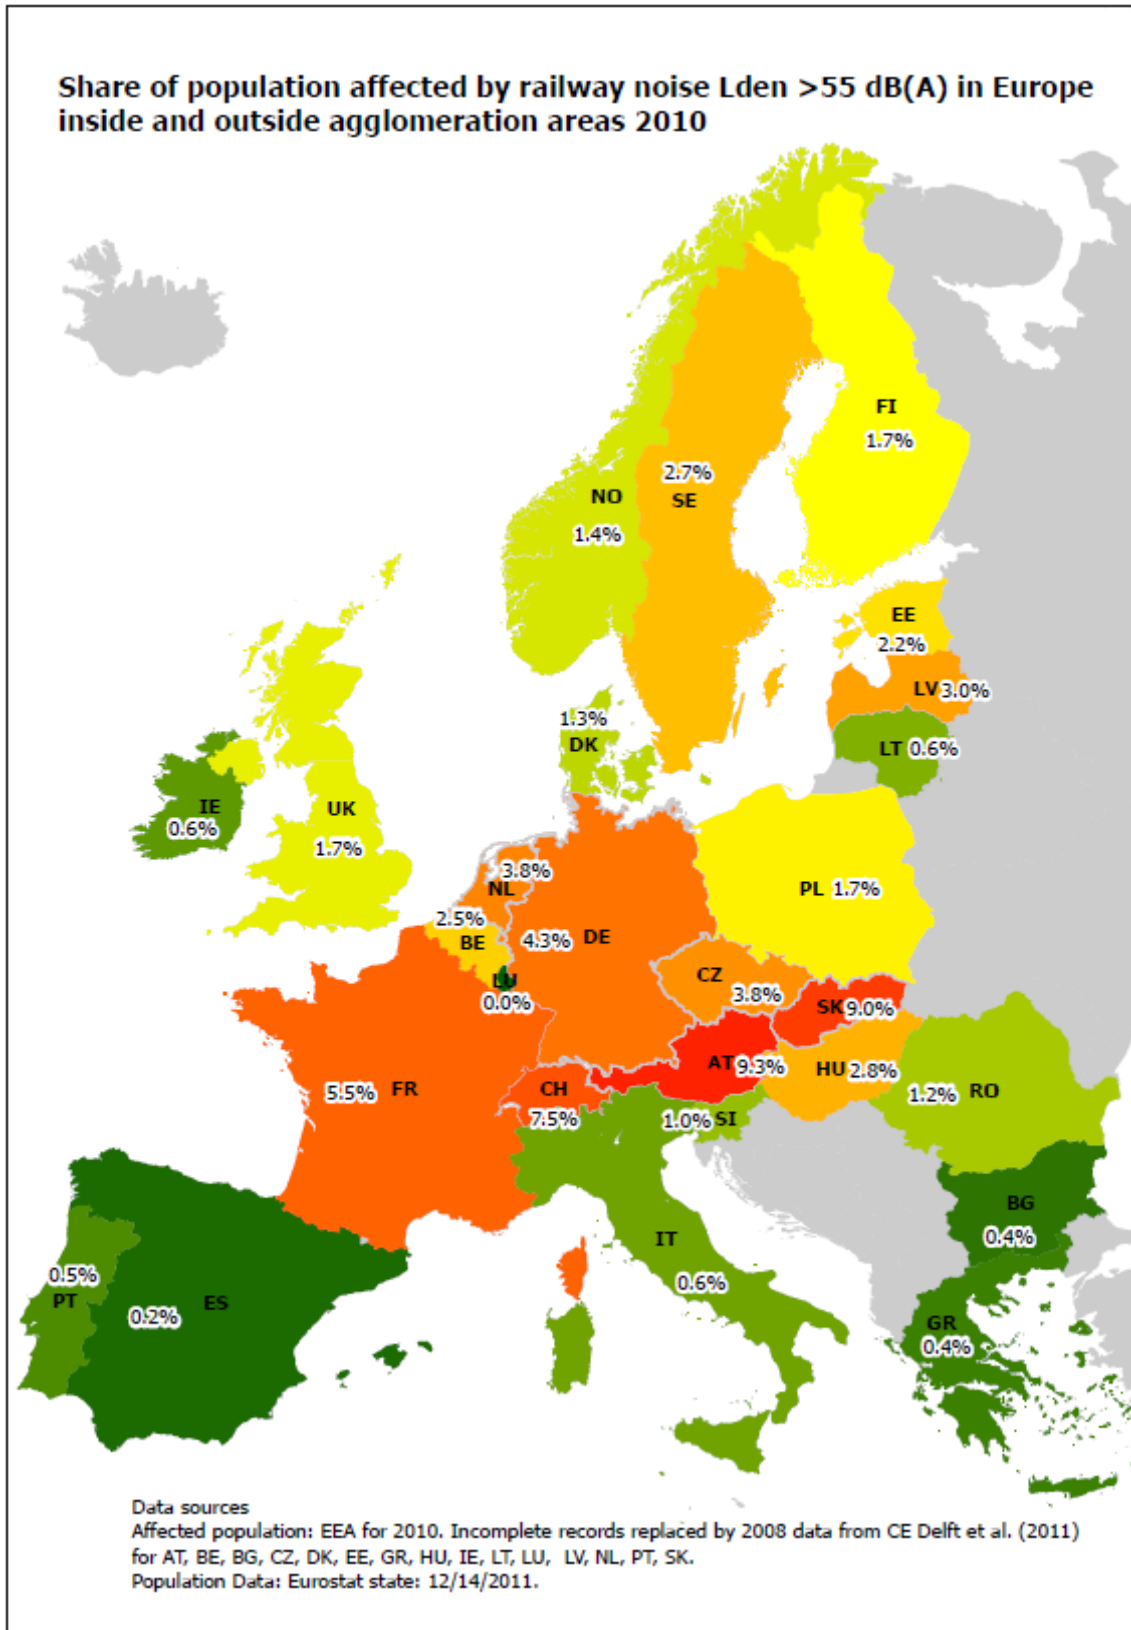 Share of population affected by railway noise Lden >55 dB(A) in Europe
inside and outside agglomeration areas 2010
FI
1.7%
2.7%
SE
NO
1.4%
EE
2.2%
LV 3.0%
LT 0.6%
1.3%
DK
IE
0.6%
UK
1.7%
3.8%
NL
2.5%
BE
4.3% DE
PL 1.7%
LU
0.0%
CZ
3.8%
SK 9.0%
AT 9.3%
HU 2.8%
5.5% FR
CH
7.5%
1.0% SI
1.2% RO
BG
0.4%
IT
0.6%
0.5%
PT
0.2% ES
GR
0.4%
Data sources
Affected population: EEA for 2010. Incomplete records replaced by 2008 data from CE Delft et al. (2011)
for AT, BE, BG, CZ, DK, EE, GR, HU, IE, LT, LU, LV, NL, PT, SK.
Population Data: Eurostat state: 12/14/2011.